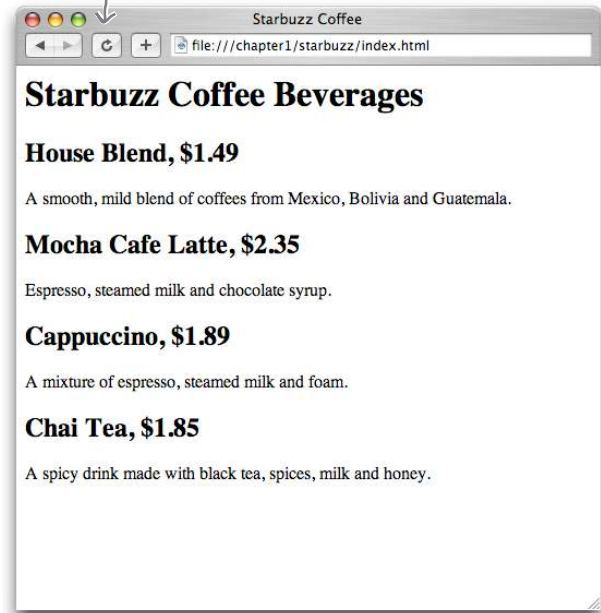 Starbuzz Coffee
file:///chapter1/starbuzz/index.html
Starbuzz Coffee Beverages
House Blend, $1.49
A smooth, mild blend of coffees from Mexico, Bolivia and Guatemala.
Mocha Cafe Latte, $2.35
Espresso, steamed milk and chocolate syrup.
Cappuccino, $1.89
A mixture of espresso, steamed milk and foam.
Chai Tea, $1.85
A spicy drink made with black tea, spices, milk and honey.